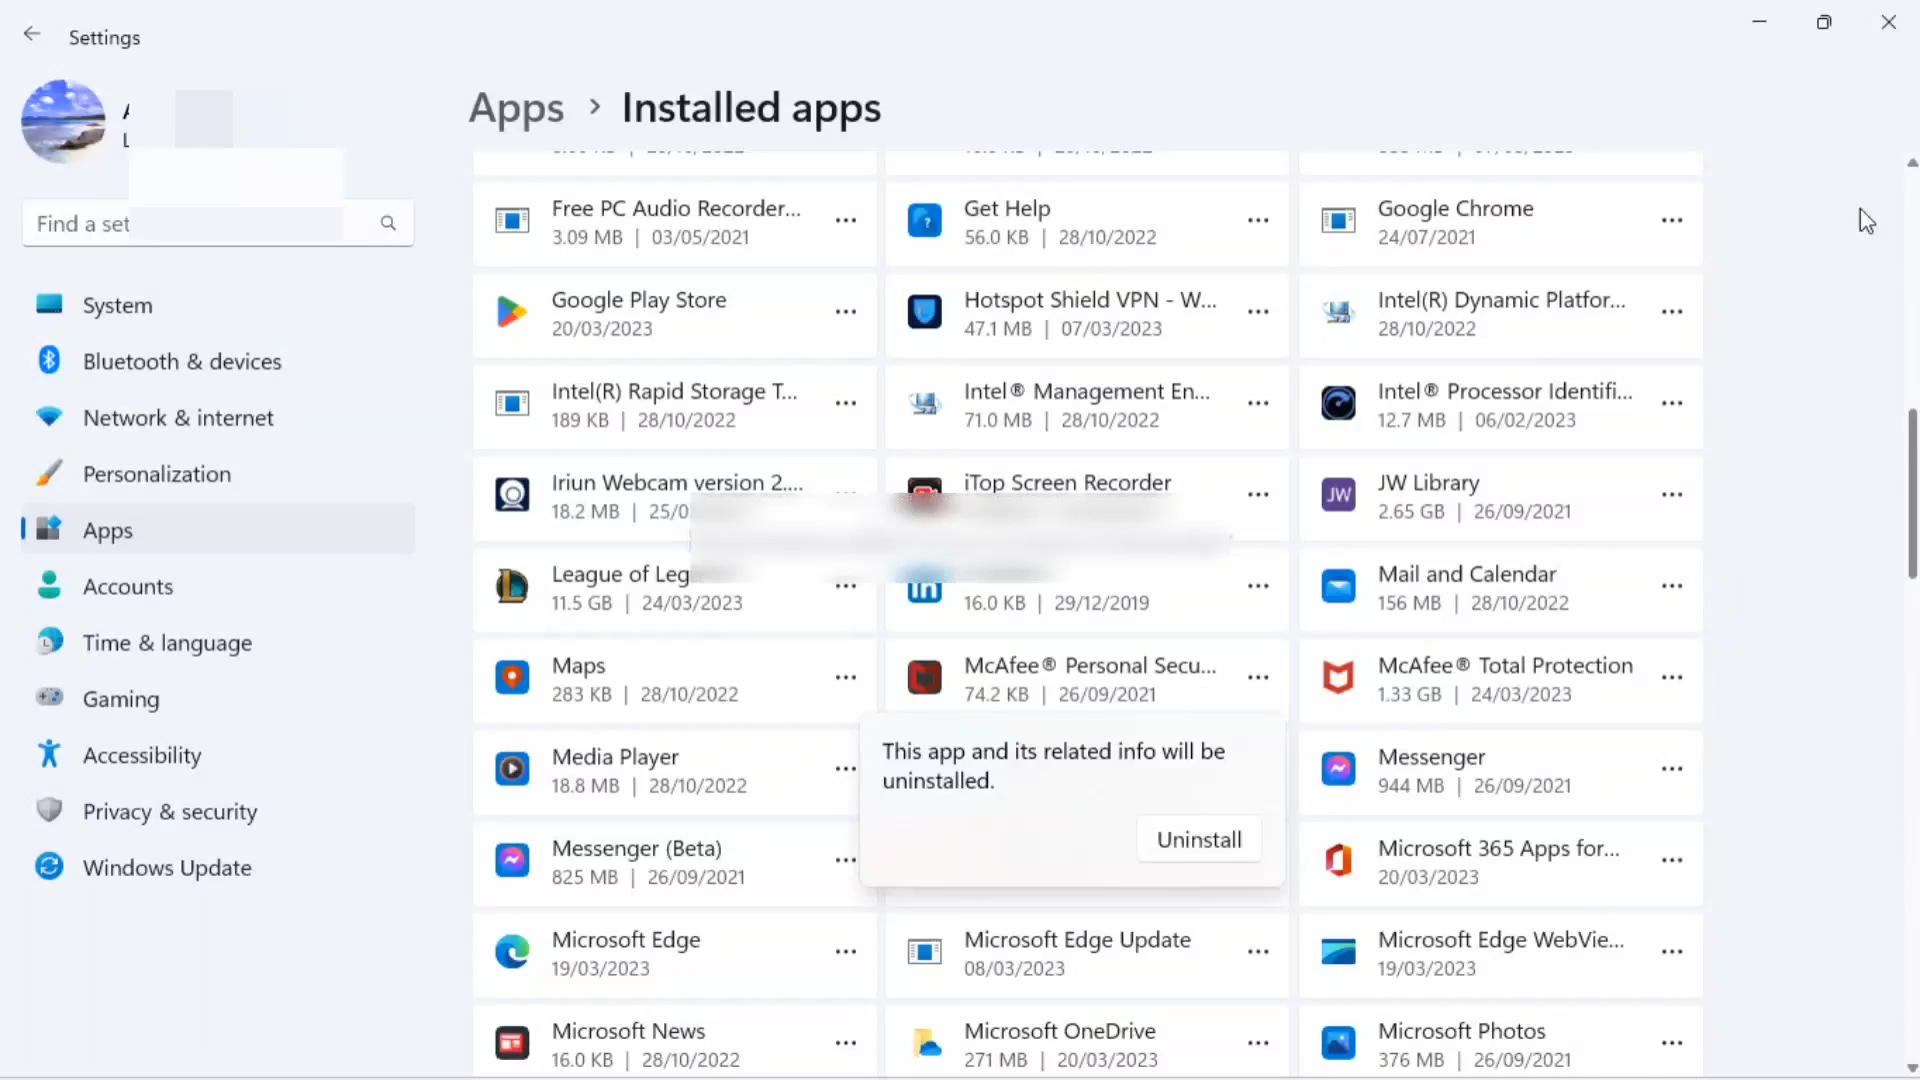 Settings
Find a set
System
Bluetooth & devices
Network & internet
Personalization
Apps
Accounts
Time & language
Gaming
Accessibility
Privacy & security
Windows Update
Apps > Installed apps
Free PC Audio Recorder...
3.09 MB | 03/05/2021
Get Help
56.0 KB | 28/10/2022
Google Chrome
24/07/2021
Google Play Store
20/03/2023
Hotspot Shield VPN - W...
47.1 MB | 07/03/2023
Intel(R) Dynamic Platfor...
28/10/2022
Intel(R) Rapid Storage T...
189 KB | 28/10/2022
Intel® Management En...
71.0 MB | 28/10/2022
Intel® Processor Identifi...
12.7 MB | 06/02/2023
Iriun Webcam version 2....
18.2 MB | 25/0
iTop Screen Recorder
JW
JW Library
2.65 GB | 26/09/2021
League of Leg
11.5 GB | 24/03/2023
in
16.0 KB | 29/12/2019
Mail and Calendar
156 MB | 28/10/2022
Maps
283 KB | 28/10/2022
McAfee® Personal Secu...
74.2 KB | 26/09/2021
McAfee® Total Protection
1.33 GB | 24/03/2023
Media Player
18.8 MB | 28/10/2022
This app and its related info will be
uninstalled.
Uninstall
Messenger
944 MB | 26/09/2021
Messenger (Beta)
825 MB | 26/09/2021
Microsoft 365 Apps for...
20/03/2023
Microsoft Edge
19/03/2023
Microsoft Edge Update
08/03/2023
Microsoft Edge WebVie...
19/03/2023
Microsoft News
16.0 KB | 28/10/2022
Microsoft OneDrive
271 MB | 20/03/2023
Microsoft Photos
376 MB | 26/09/2021